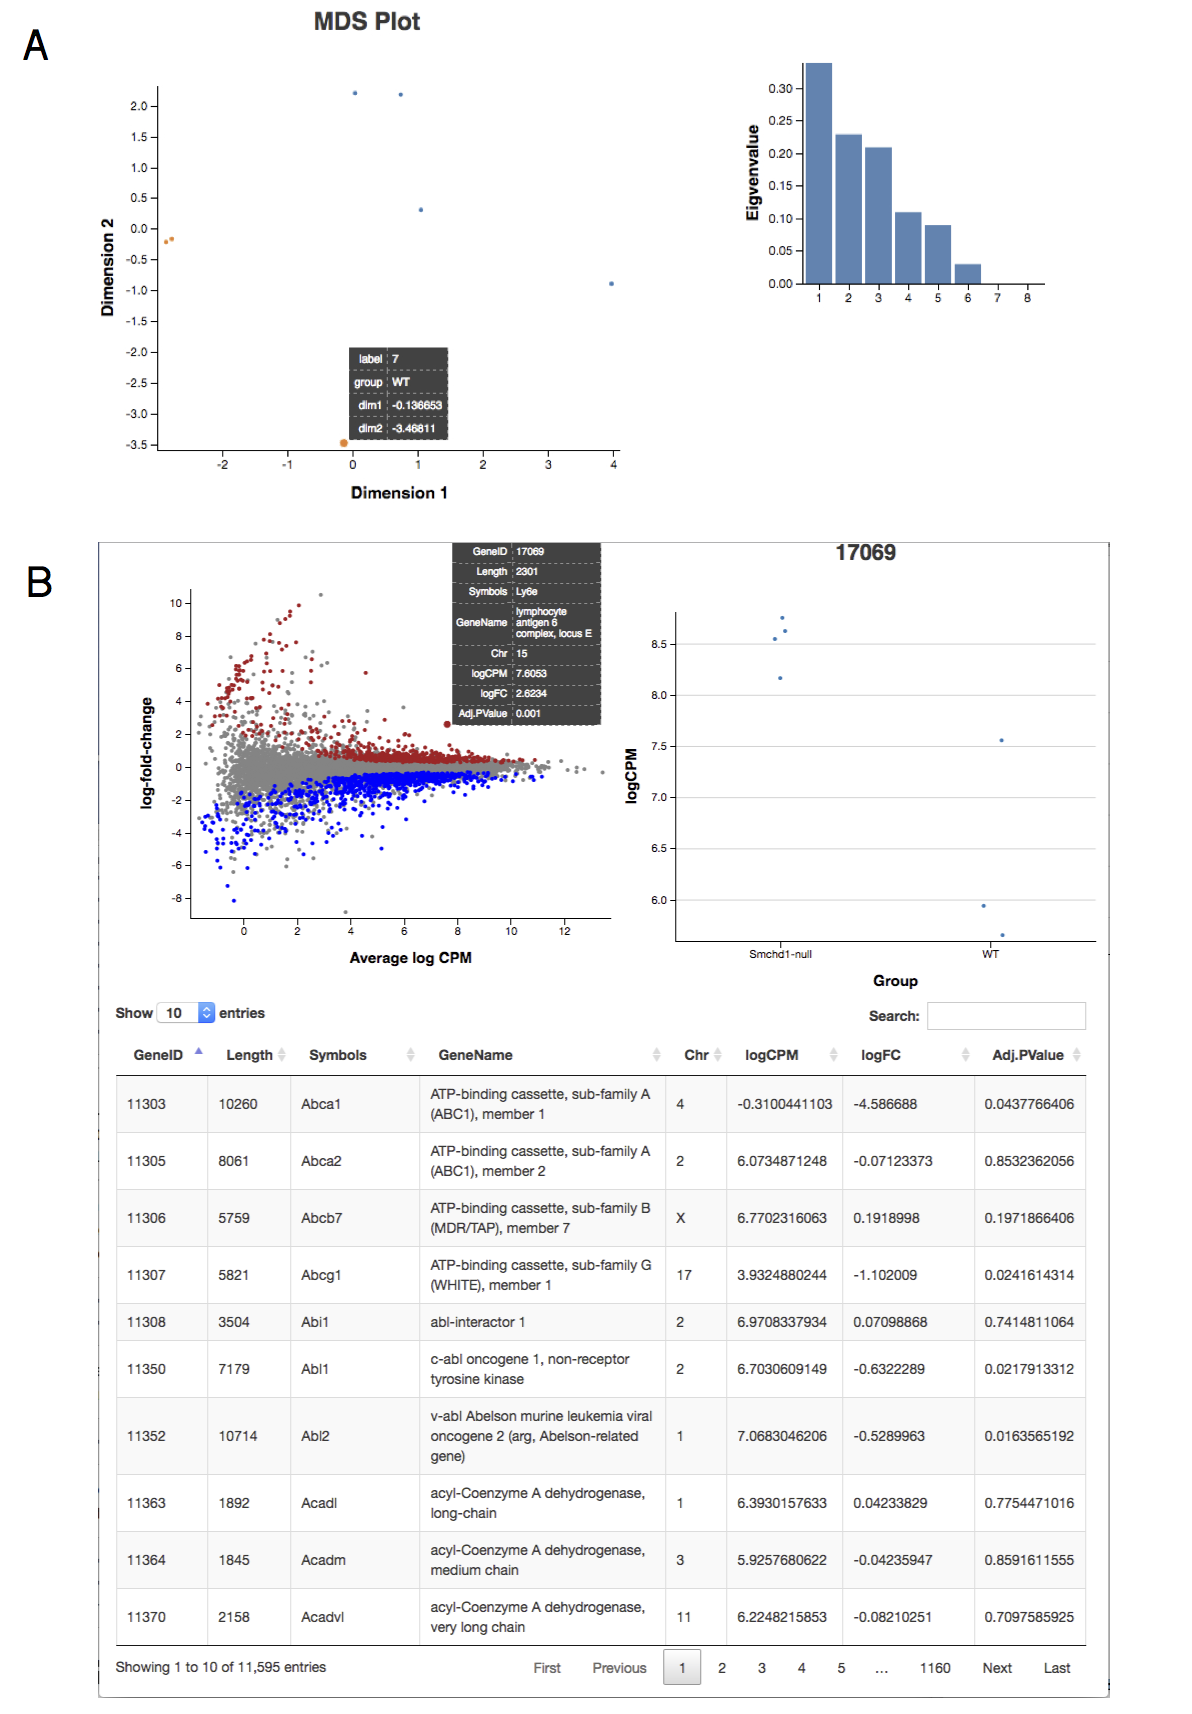 A
MDS Plot
2.0
1.5
1.0
0.5
0.0
-0.5
-1.0
-1.5
-2.0
-2.5
-3.0
-3.5
Dimension 2
label 7
group WT
dim1 -0.136653
dim2 -3.46811
-2 -1 0 1 2 3 4
Dimension 1
0.30
0.25
0.20
0.15
0.10
0.05
0.00
Eigvenvalue
1 2 3 4 5 6 7 8
B
GeneID 17069
Length 2301
Symbols Ly6e
GeneName lymphocyte antigen 6 complex, locus E
Chr 15
logCPM 7.6053
logFC 2.6234
Adj.PValue 0.001
10
8
6
4
2
0
-2
-4
-6
-8
log-fold-change
0 2 4 6 8 10 12
Average log CPM
17069
8.5
8.0
7.5
7.0
6.5
6.0
logCPM
Smchd1-null WT
Group
Show 10 entries
Search:
GeneID Length Symbols GeneName Chr logCPM logFC Adj.PValue
11303 10260 Abca1 ATP-binding cassette, sub-family A (ABC1), member 1 4 -0.3100441103 -4.586688 0.0437766406
11305 8061 Abca2 ATP-binding cassette, sub-family A (ABC1), member 2 2 6.0734871248 -0.07123373 0.8532362056
11306 5759 Abcb7 ATP-binding cassette, sub-family B (MDR/TAP), member 7 X 6.7702316063 0.1918998 0.1971866406
11307 5821 Abcg1 ATP-binding cassette, sub-family G (WHITE), member 1 17 3.9324880244 -1.102009 0.0241614314
11308 3504 Abi1 abl-interactor 1 2 6.9708337934 0.07098868 0.7414811064
11350 7179 Abl1 c-abl oncogene 1, non-receptor tyrosine kinase 2 6.7030609149 -0.6322289 0.0217913312
11352 10714 Abl2 v-abl Abelson murine leukemia viral oncogene 2 (arg, Abelson-related gene) 1 7.0683046206 -0.5289963 0.0163565192
11363 1892 Acadl acyl-Coenzyme A dehydrogenase, long-chain 1 6.3930157633 0.04233829 0.7754471016
11364 1845 Acadm acyl-Coenzyme A dehydrogenase, medium chain 3 5.9257680622 -0.04235947 0.8591611555
11370 2158 Acadvl acyl-Coenzyme A dehydrogenase, very long chain 11 6.2248215853 -0.08210251 0.7097585925
Showing 1 to 10 of 11,595 entries
First Previous 1 2 3 4 5 ... 1160 Next Last